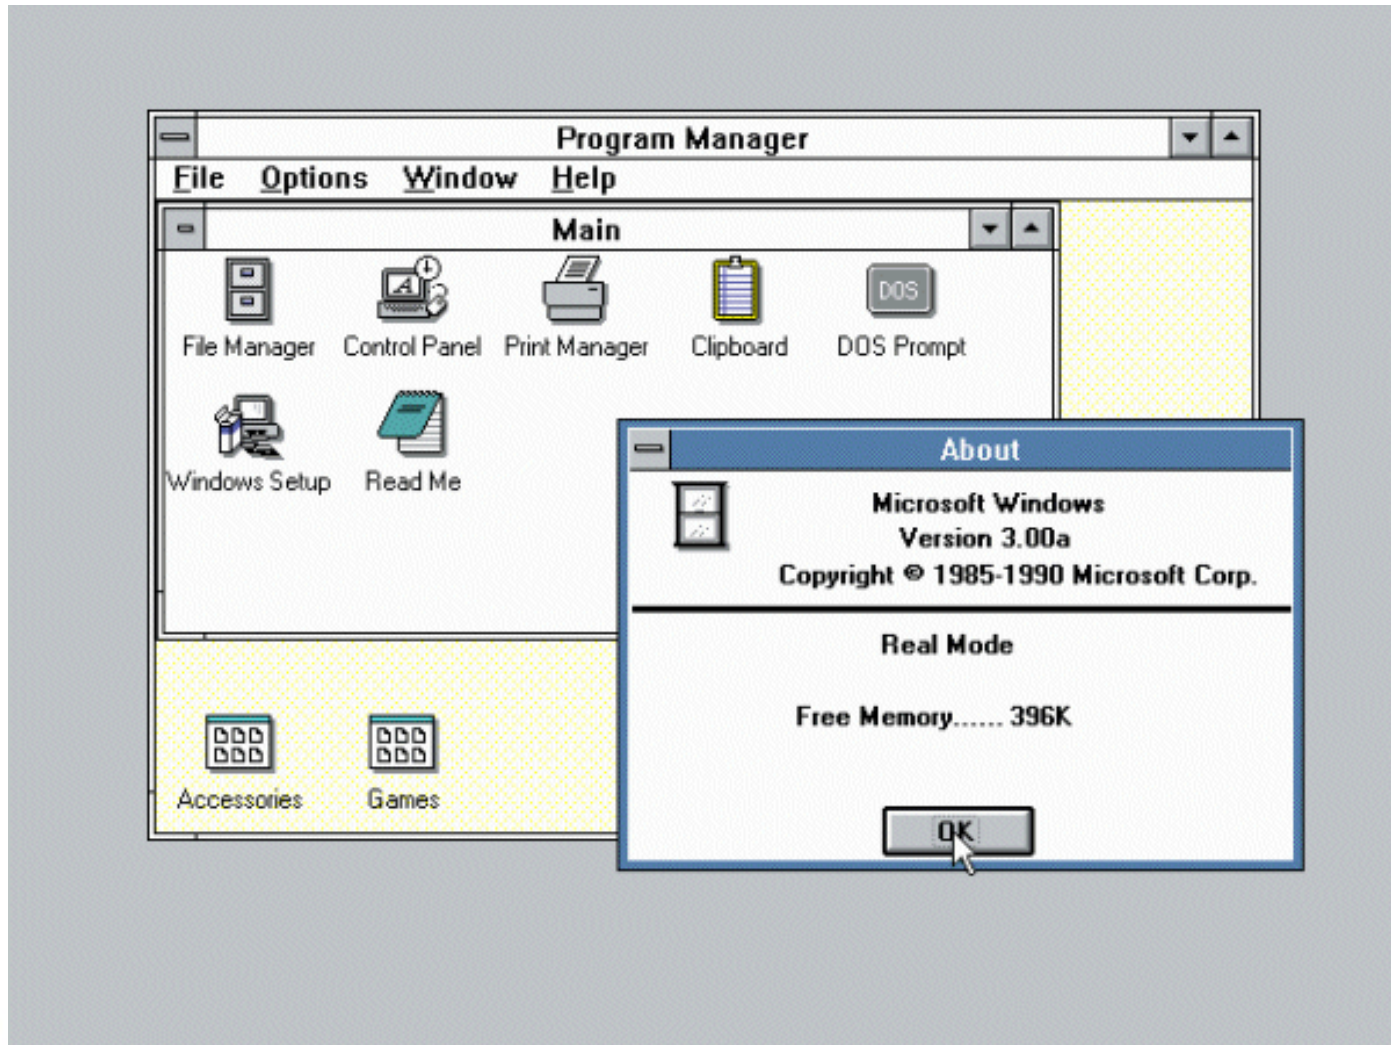 Program Manager
File Options Window Help
Main
File Manager Control Panel Print Manager Clipboard DOS DOS Prompt
Windows Setup Read Me
About
Microsoft Windows
Version 3.00a
Copyright © 1985-1990 Microsoft Corp.
Real Mode
Free Memory...... 396K
OK
Accessories Games